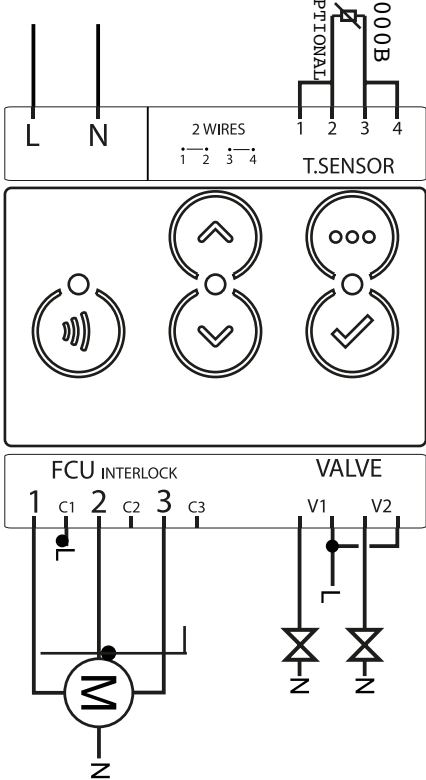 000B
PTIONAL
L N
2 WIRES
1 2 3 4
1 2 3 4
T.SENSOR
FCU INTERLOCK
VALVE
1 C1 2 C2 3 C3
V1 V2
L
L
M
N
N
N